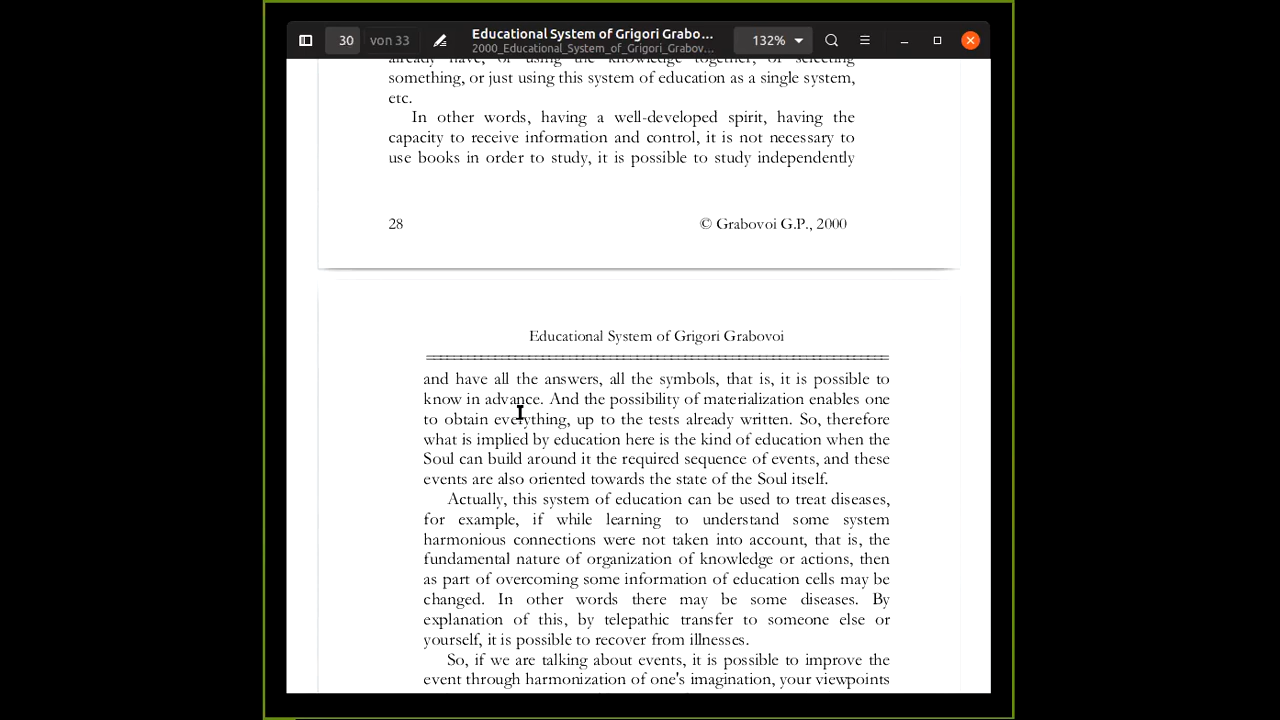 30 von 33
Educational System of Grigori Grabo...
2000_Educational_System_of_Grigori_Grabov...
132%
already have, or using the knowledge together, or selecting
something, or just using this system of education as a single system,
etc.
In other words, having a well-developed spirit, having the
capacity to receive information and control, it is not necessary to
use books in order to study, it is possible to study independently
28 © Grabovoi G.P., 2000
Educational System of Grigori Grabovoi
and have all the answers, all the symbols, that is, it is possible to
know in advance. And the possibility of materialization enables one
to obtain everything, up to the tests already written. So, therefore
what is implied by education here is the kind of education when the
Soul can build around it the required sequence of events, and these
events are also oriented towards the state of the Soul itself.
Actually, this system of education can be used to treat diseases,
for example, if while learning to understand some system
harmonious connections were not taken into account, that is, the
fundamental nature of organization of knowledge or actions, then
as part of overcoming some information of education cells may be
changed. In other words there may be some diseases. By
explanation of this, by telepathic transfer to someone else or
yourself, it is possible to recover from illnesses.
So, if we are talking about events, it is possible to improve the
event through harmonization of one's imagination, your viewpoints